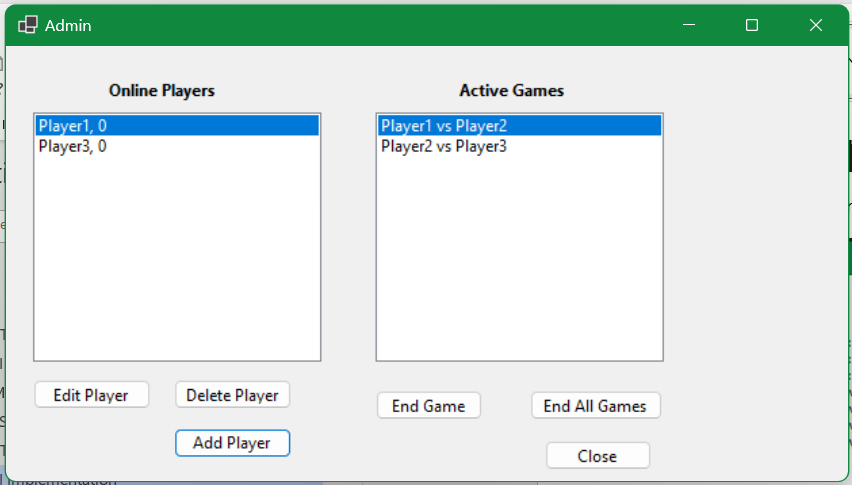 Admin
Online Players
Player1, 0
Player3, 0
Edit Player
Delete Player
Add Player
Active Games
Player1 vs Player2
Player2 vs Player3
End Game
End All Games
Close